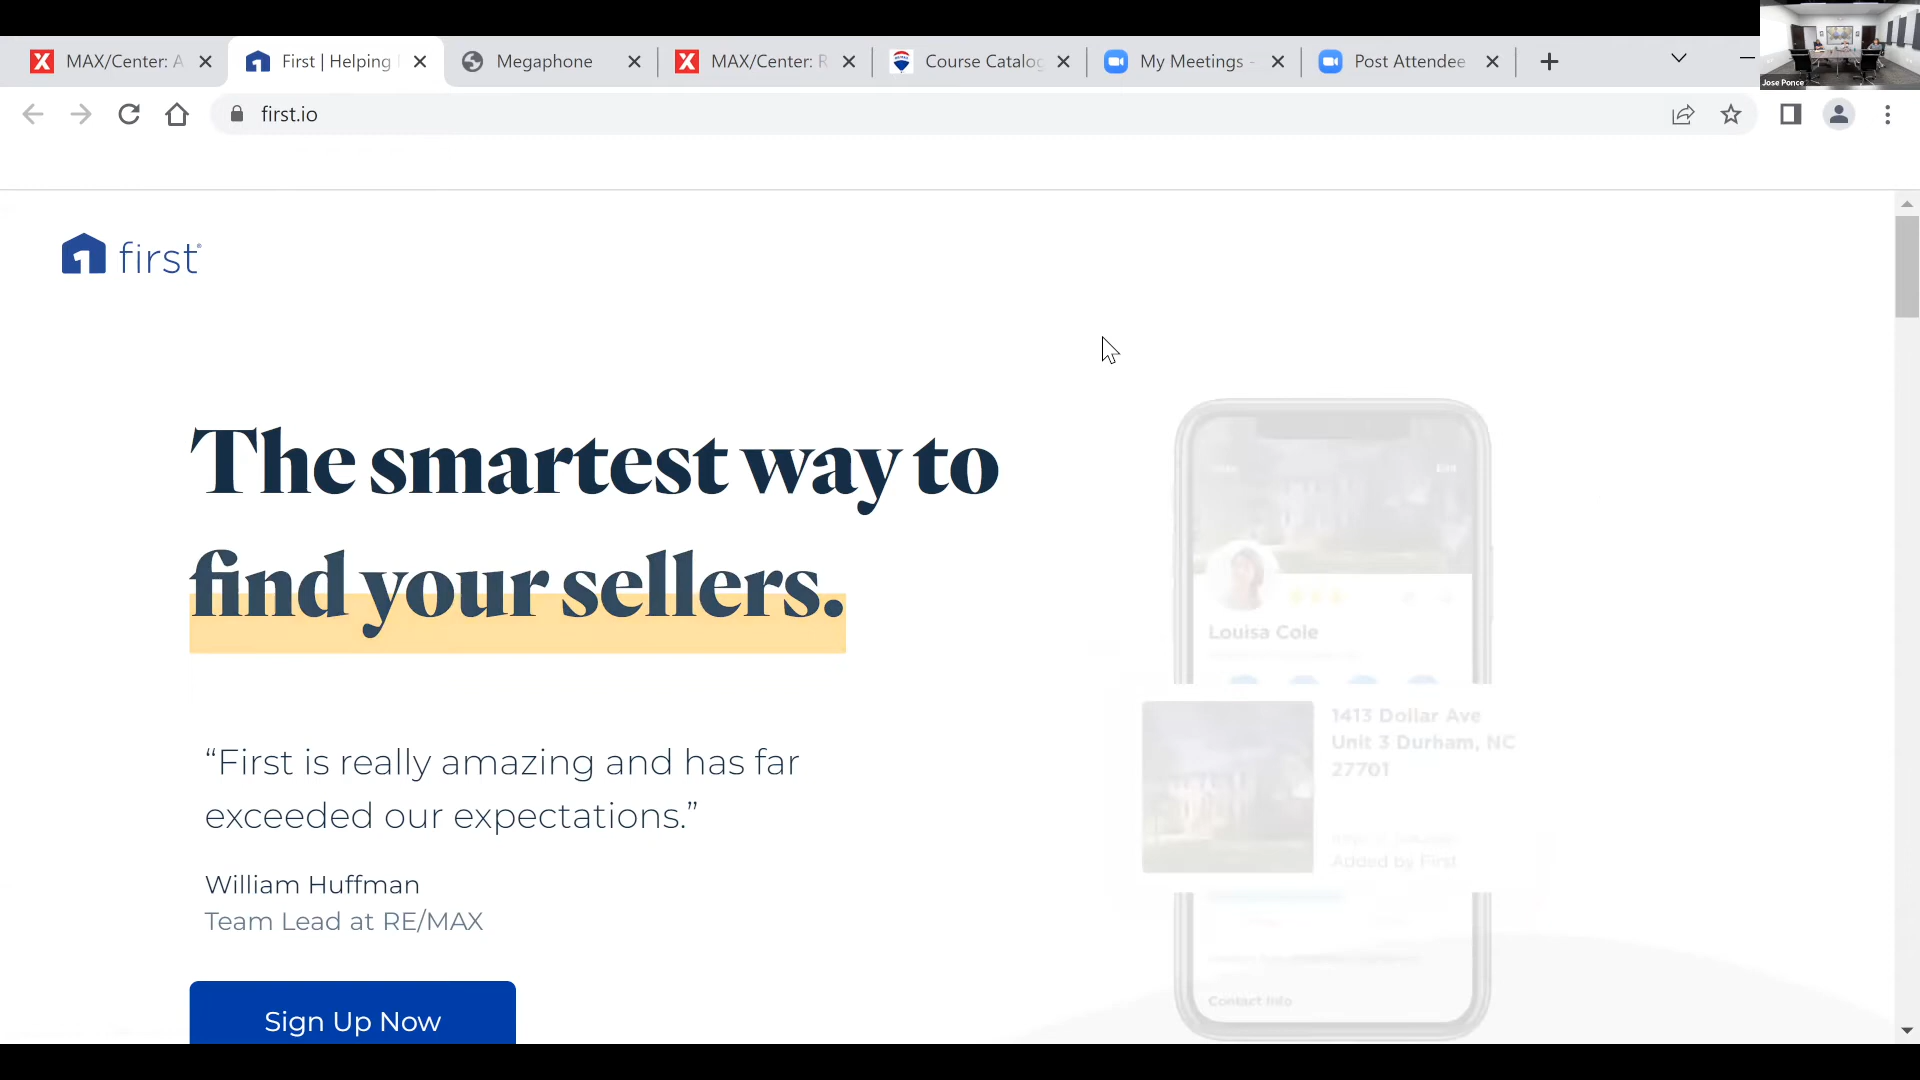 MAX/Center: A
First | Helping
Megaphone
MAX/Center: R
Course Catalog
My Meetings -
Post Attendee
Jose Ponce
first.io
first
The smartest way to
find your sellers.
“First is really amazing and has far
exceeded our expectations.”
William Huffman
Team Lead at RE/MAX
Sign Up Now
Edit
Louisa Cole
1413 Dollar Ave
Unit 3 Durham, NC
27701
Added by First
Contact Info